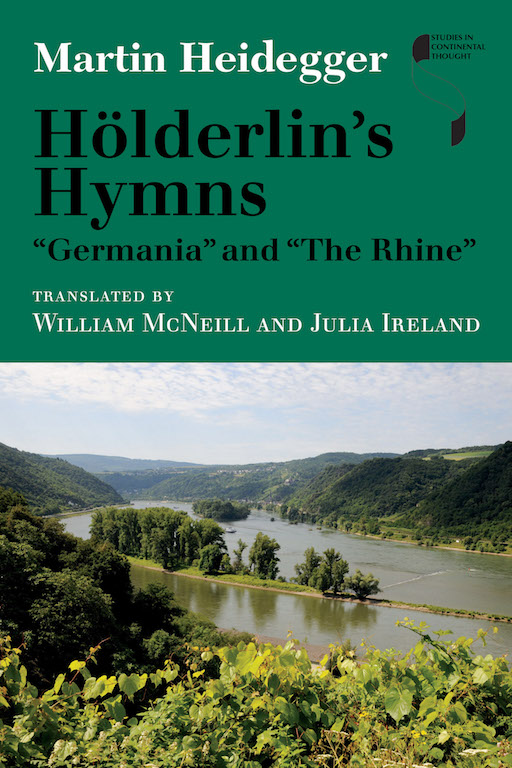 Martin Heidegger
STUDIES IN
CONTINENTAL
THOUGHT
Hölderlin’s
Hymns
“Germania” and “The Rhine”
TRANSLATED BY
WILLIAM MCNEILL AND JULIA IRELAND